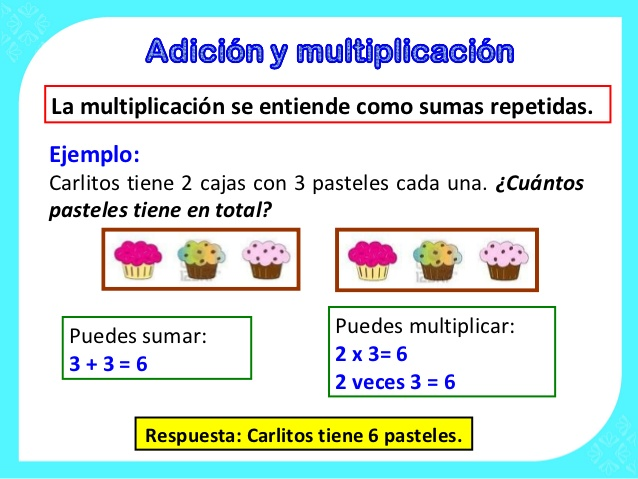 Adición y multiplicación
La multiplicación se entiende como sumas repetidas.
Ejemplo:
Carlitos tiene 2 cajas con 3 pasteles cada una. ¿Cuántos
pasteles tiene en total?
Puedes sumar:
3 + 3 = 6
Puedes multiplicar:
2 x 3= 6
2 veces 3 = 6
Respuesta: Carlitos tiene 6 pasteles.